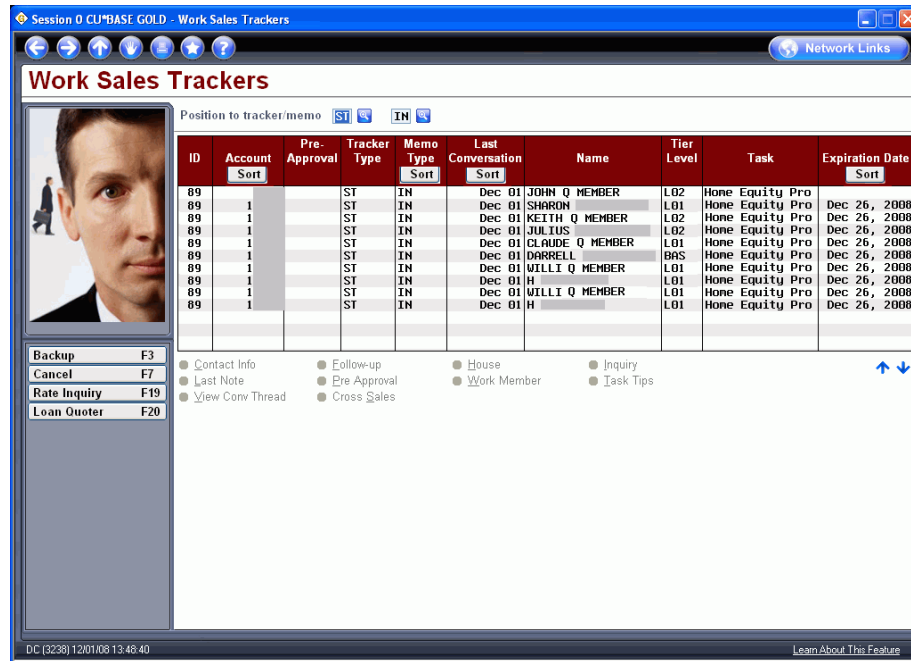 Session 0 CU*BASE GOLD - Work Sales Trackers
Network Links
Work Sales Trackers
Position to tracker/memo ST IN
ID Account Pre-Approval Tracker Type Memo Type Last Conversation Name Tier Level Task Expiration Date
Sort Sort Sort Sort
89 ST IN Dec 01 JOHN Q MEMBER L02 Home Equity Pro
89 1 ST IN Dec 01 SHARON L01 Home Equity Pro Dec 26, 2008
89 1 ST IN Dec 01 KEITH Q MEMBER L02 Home Equity Pro Dec 26, 2008
89 1 ST IN Dec 01 JULIUS L02 Home Equity Pro Dec 26, 2008
89 1 ST IN Dec 01 CLAUDE Q MEMBER L01 Home Equity Pro Dec 26, 2008
89 1 ST IN Dec 01 DARRELL BAS Home Equity Pro Dec 26, 2008
89 1 ST IN Dec 01 WILLI Q MEMBER L01 Home Equity Pro Dec 26, 2008
89 1 ST IN Dec 01 H L01 Home Equity Pro Dec 26, 2008
89 1 ST IN Dec 01 WILLI Q MEMBER L01 Home Equity Pro Dec 26, 2008
89 1 ST IN Dec 01 H L01 Home Equity Pro Dec 26, 2008
Backup F3
Cancel F7
Rate Inquiry F19
Loan Quoter F20
Contact Info Follow-up House Inquiry
Last Note Pre Approval Work Member Task Tips
View Conv Thread Cross Sales
DC (3238) 12/01/08 13:48:40
Learn About This Feature